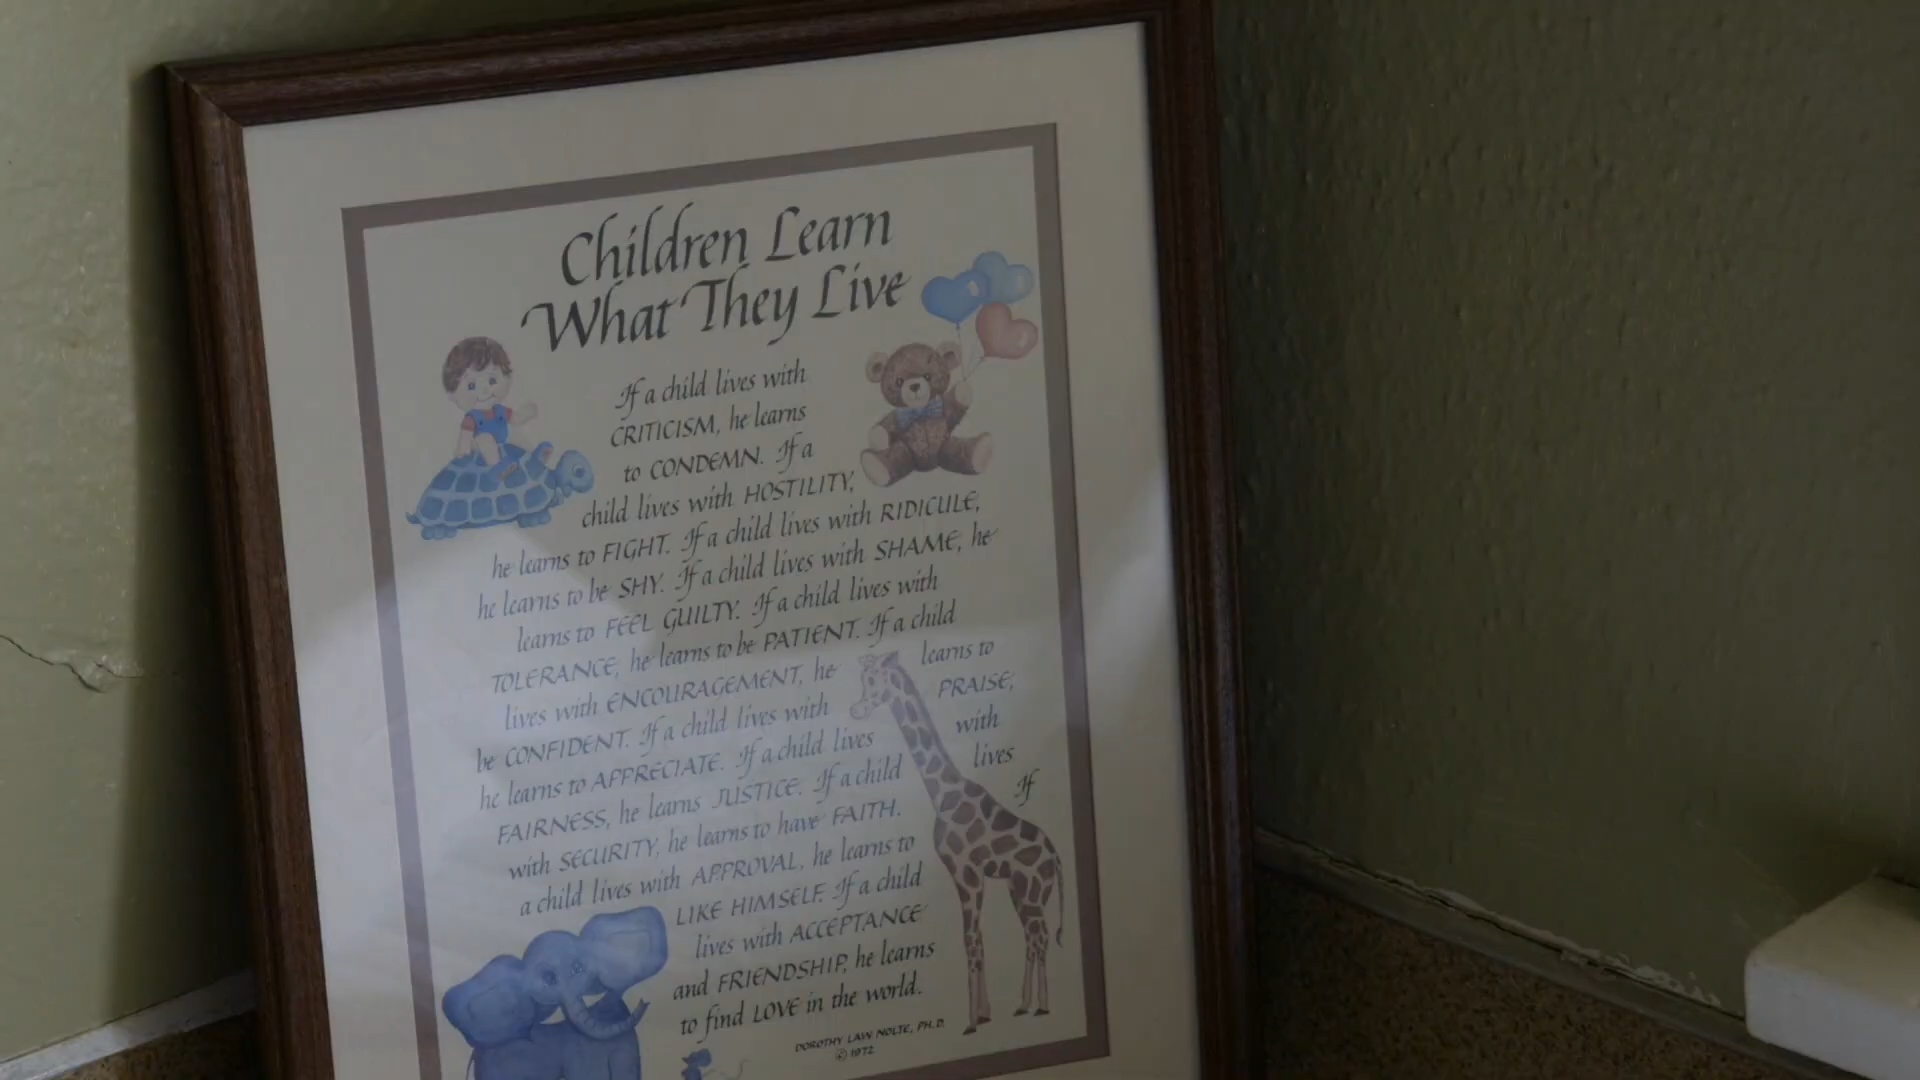 Children Learn
What They Live
If a child lives with
CRITICISM, he learns
to CONDEMN. If a
child lives with HOSTILITY,
he learns to FIGHT. If a child lives with RIDICULE,
he learns to be SHY. If a child lives with SHAME, he
learns to FEEL GUILTY. If a child lives with
TOLERANCE, he learns to be PATIENT. If a child
lives with ENCOURAGEMENT, he learns to
be CONFIDENT. If a child lives with PRAISE,
he learns to APPRECIATE. If a child lives with
FAIRNESS, he learns JUSTICE. If a child lives
with SECURITY, he learns to have FAITH. If
a child lives with APPROVAL, he learns to
LIKE HIMSELF. If a child
lives with ACCEPTANCE
and FRIENDSHIP, he learns
to find LOVE in the world.
DOROTHY LAW NOLTE, PH.D.
© 1972